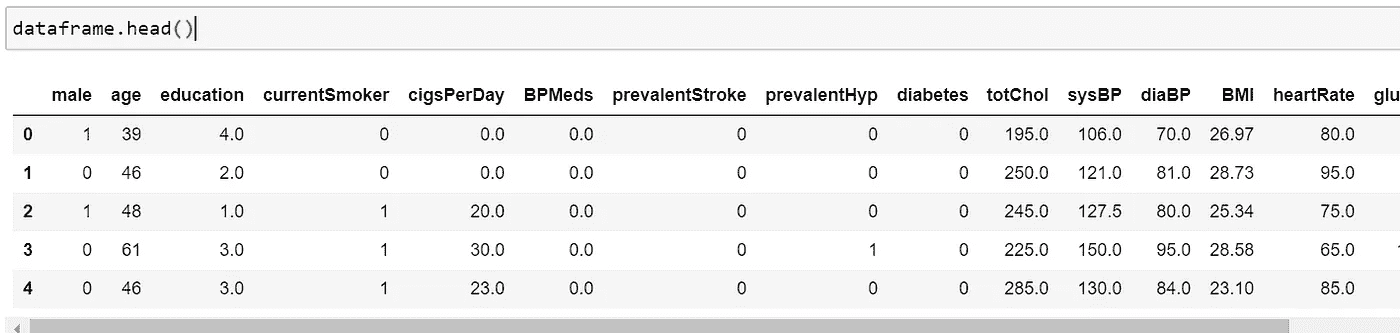 dataframe.head()
male age education currentSmoker cigsPerDay BPMeds prevalentStroke prevalentHyp diabetes totChol sysBP diaBP BMI heartRate glu
0 1 39 4.0 0 0.0 0.0 0 0 0 195.0 106.0 70.0 26.97 80.0
1 0 46 2.0 0 0.0 0.0 0 0 0 250.0 121.0 81.0 28.73 95.0
2 1 48 1.0 1 20.0 0.0 0 0 0 245.0 127.5 80.0 25.34 75.0
3 0 61 3.0 1 30.0 0.0 0 1 0 225.0 150.0 95.0 28.58 65.0
4 0 46 3.0 1 23.0 0.0 0 0 0 285.0 130.0 84.0 23.10 85.0